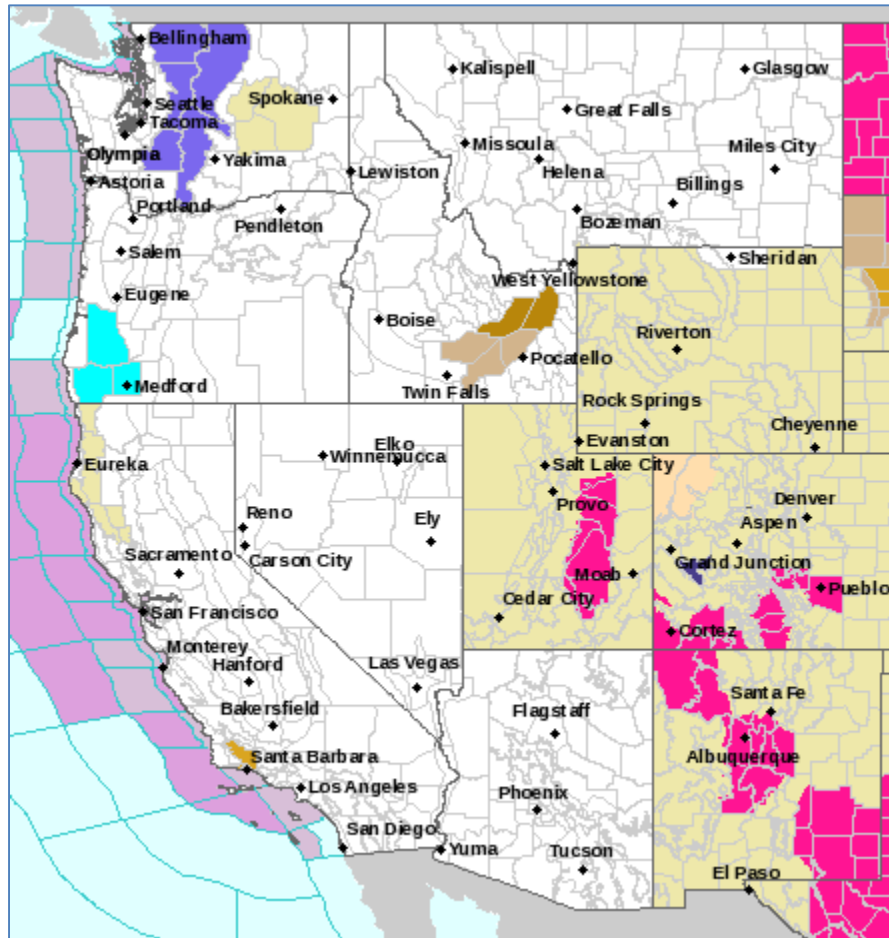 Bellingham
Kalispell
Glasgow
Spokane
Seattle
Great Falls
Tacoma
Olympia
Missoula
Miles City
Yakima
Helena
Lewiston
Billings
Astoria
Portland
Pendleton
Bozeman
Salem
Sheridan
West Yellowstone
Eugene
Boise
Riverton
Pocatello
Medford
Twin Falls
Rock Springs
Cheyenne
Elko
Evanston
Winnemucca
Eureka
Salt Lake City
Provo
Denver
Reno
Ely
Aspen
Sacramento
Carson City
Grand Junction
Moab
Pueblo
San Francisco
Cedar City
Cortez
Monterey
Hanford
Las Vegas
Santa Fe
Bakersfield
Flagstaff
Santa Barbara
Albuquerque
Los Angeles
Phoenix
San Diego
Yuma
Tucson
El Paso